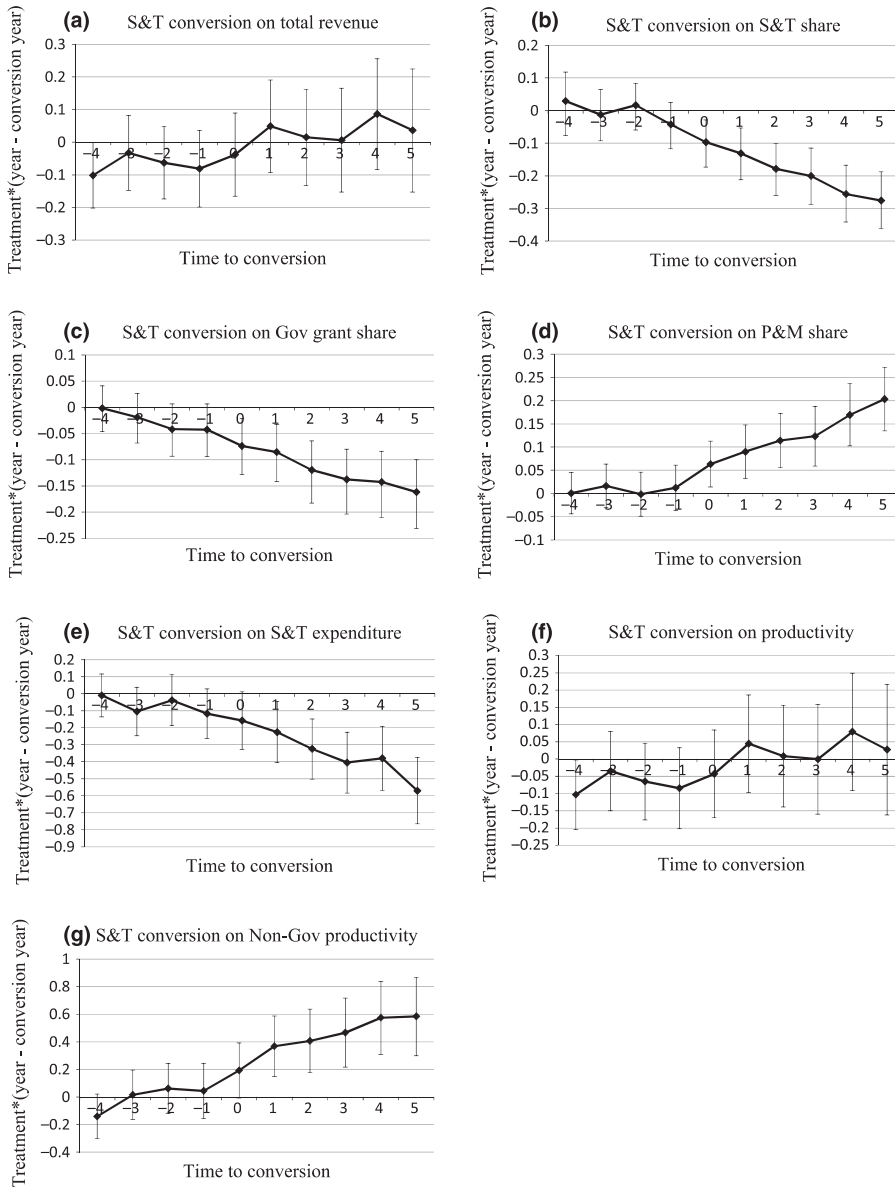 (a) S&T conversion on total revenue
Treatment*(year - conversion year)
0.3
0.2
0.1
0
–0.1
–0.2
–0.3
–4 –3 –2 –1 0 1 2 3 4 5
Time to conversion
(b) S&T conversion on S&T share
Treatment*(year - conversion year)
0.2
0.1
0
–0.1
–0.2
–0.3
–0.4
–4 –3 –2 –1 0 1 2 3 4 5
Time to conversion
(c) S&T conversion on Gov grant share
Treatment*(year - conversion year)
0.1
0.05
0
–0.05
–0.1
–0.15
–0.2
–0.25
–4 –3 –2 –1 0 1 2 3 4 5
Time to conversion
(d) S&T conversion on P&M share
Treatment*(year - conversion year)
0.3
0.25
0.2
0.15
0.1
0.05
0
–0.05
–0.1
–4 –3 –2 –1 0 1 2 3 4 5
Time to conversion
(e) S&T conversion on S&T expenditure
Treatment*(year - conversion year)
0.2
0.1
0
–0.1
–0.2
–0.3
–0.4
–0.5
–0.6
–0.7
–0.8
–0.9
–4 –3 –2 –1 0 1 2 3 4 5
Time to conversion
(f) S&T conversion on productivity
Treatment*(year - conversion year)
0.3
0.25
0.2
0.15
0.1
0.05
0
–0.05
–0.1
–0.15
–0.2
–0.25
–4 –3 –2 –1 0 1 2 3 4 5
Time to conversion
(g) S&T conversion on Non-Gov productivity
Treatment*(year - conversion year)
1
0.8
0.6
0.4
0.2
0
–0.2
–0.4
–4 –3 –2 –1 0 1 2 3 4 5
Time to conversion